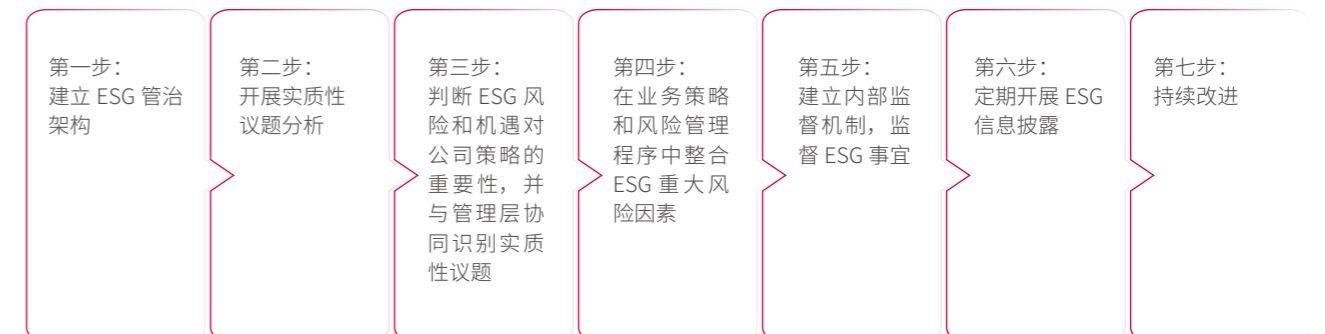 第一步：
建立 ESG 管治
架构
第二步：
开展实质性
议题分析
第三步：
判断 ESG 风
险和机遇对
公司策略的
重要性，并
与管理层协
同识别实质
性议题
第四步：
在业务策略
和风险管理
程序中整合
ESG 重大风
险因素
第五步：
建立内部监
督机制，监
督 ESG 事宜
第六步：
定期开展 ESG
信息披露
第七步：
持续改进